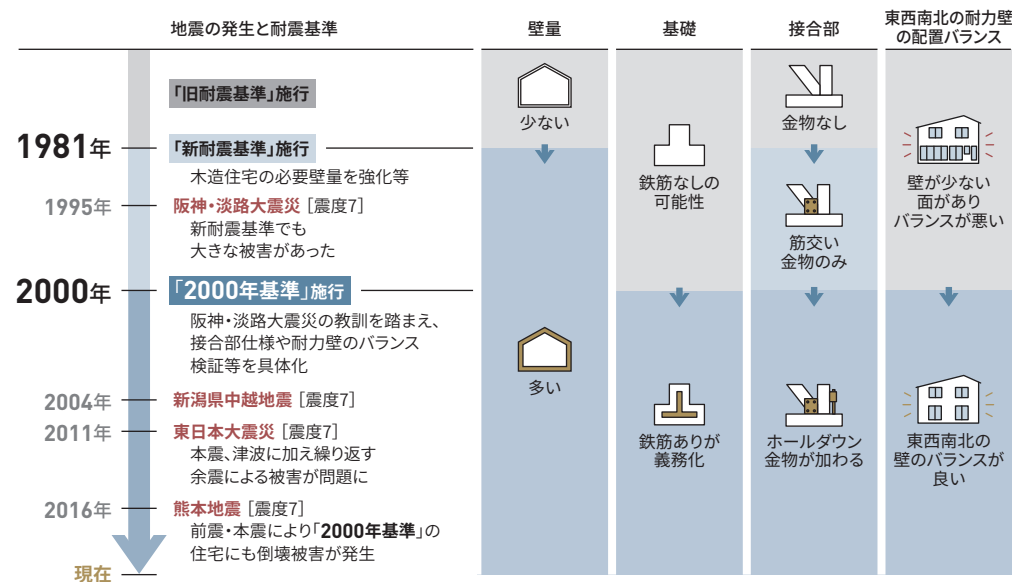 地震の発生と耐震基準
壁量
基礎
接合部
東西南北の耐力壁
の配置バランス
「旧耐震基準」施行
1981年
「新耐震基準」施行
木造住宅の必要壁量を強化等
1995年
阪神・淡路大震災［震度7］
新耐震基準でも
大きな被害があった
2000年
「2000年基準」施行
阪神・淡路大震災の教訓を踏まえ、
接合部仕様や耐力壁のバランス
検証等を具体化
2004年
新潟県中越地震［震度7］
2011年
東日本大震災［震度7］
本震、津波に加え繰り返す
余震による被害が問題に
2016年
熊本地震［震度7］
前震・本震により「2000年基準」の
住宅にも倒壊被害が発生
現在
少ない
多い
鉄筋なしの
可能性
鉄筋ありが
義務化
金物なし
筋交い
金物のみ
ホールダウン
金物が加わる
壁が少ない
面があり
バランスが悪い
東西南北の
壁のバランスが
良い